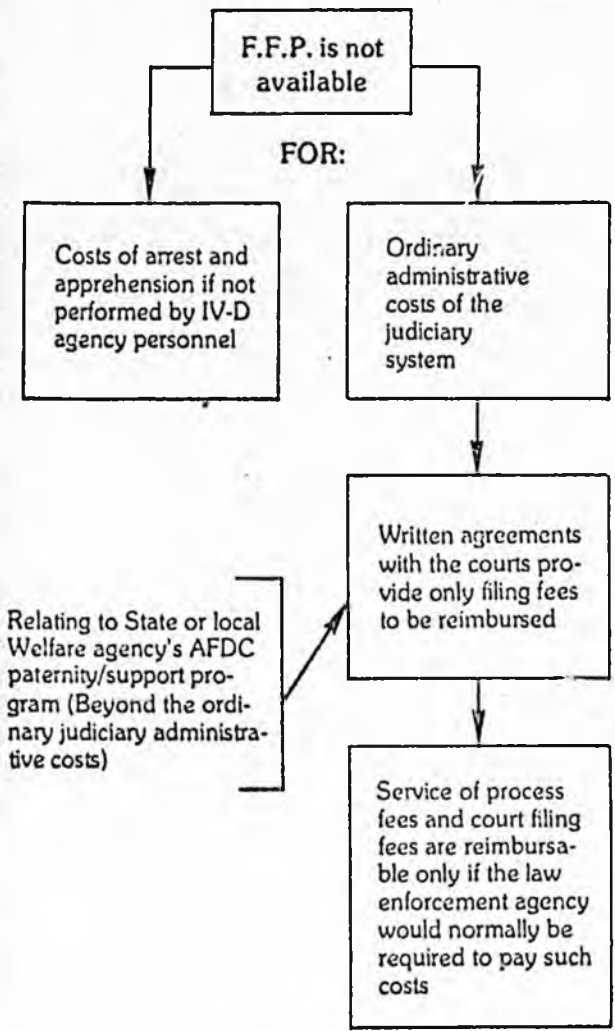 F.F.P. is not
available
FOR:
Costs of arrest and
apprehension if not
performed by IV-D
agency personnel
Ordinary
administrative
costs of the
judiciary
system
Written agreements
with the courts pro-
vide only filing fees
to be reimbursed
Relating to State or local
Welfare agency's AFDC
paternity/support pro-
gram (Beyond the ordi-
nary judiciary administra-
tive costs)
Service of process
fees and court filing
fees are reimbursa-
ble only if the law
enforcement agency
would normally be
required to pay such
costs